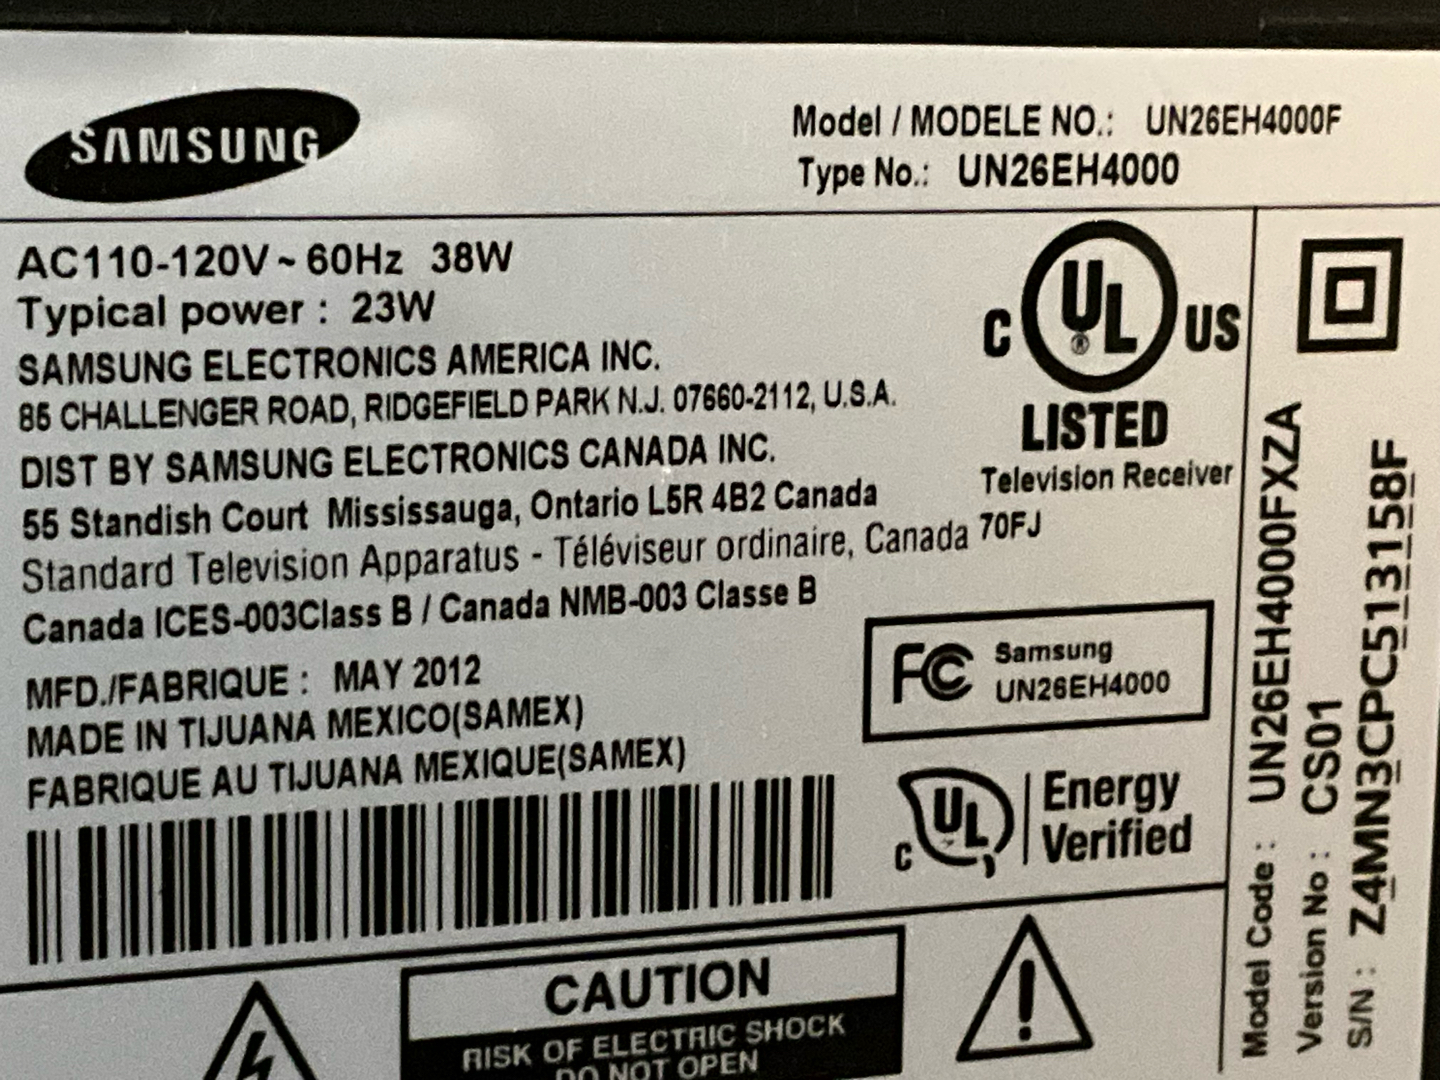 SAMSUNG
Model / MODELE NO.: UN26EH4000F
Type No.: UN26EH4000
AC110-120V ~ 60Hz 38W
Typical power : 23W
SAMSUNG ELECTRONICS AMERICA INC.
85 CHALLENGER ROAD, RIDGEFIELD PARK N.J. 07660-2112, U.S.A.
DIST BY SAMSUNG ELECTRONICS CANADA INC.
55 Standish Court Mississauga, Ontario L5R 4B2 Canada
Standard Television Apparatus - Téléviseur ordinaire, Canada
Canada ICES-003Class B / Canada NMB-003 Classe B
MFD./FABRIQUE : MAY 2012
MADE IN TIJUANA MEXICO(SAMEX)
FABRIQUE AU TIJUANA MEXIQUE(SAMEX)
C UL ® US
LISTED
Television Receiver
70FJ
FC Samsung
UN26EH4000
C UL Energy
Verified
CAUTION
RISK OF ELECTRIC SHOCK
DO NOT OPEN
Model Code : UN26EH4000FXZA
Version No : CS01
S/N : Z4MN3CPC513158F